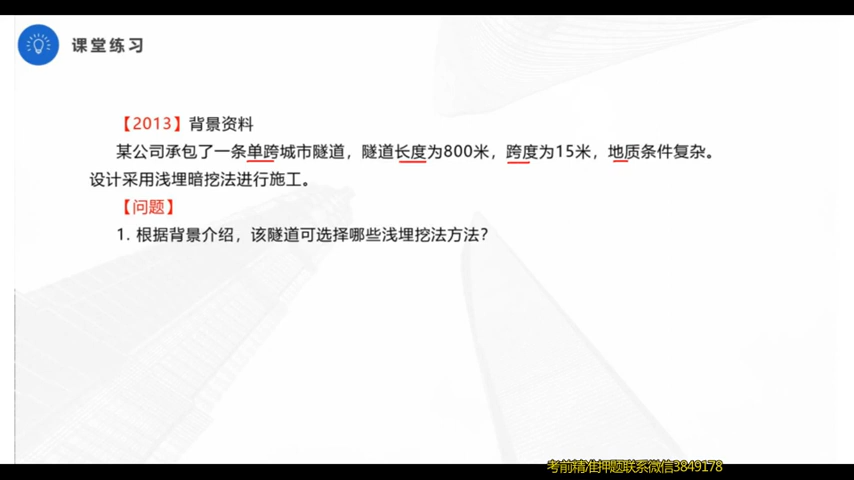 课堂练习
【2013】背景资料
某公司承包了一条单跨城市隧道，隧道长度为800米，跨度为15米，地质条件复杂。
设计采用浅埋暗挖法进行施工。
【问题】
1. 根据背景介绍，该隧道可选择哪些浅埋挖法方法？
考前精准押题联系微信3849178